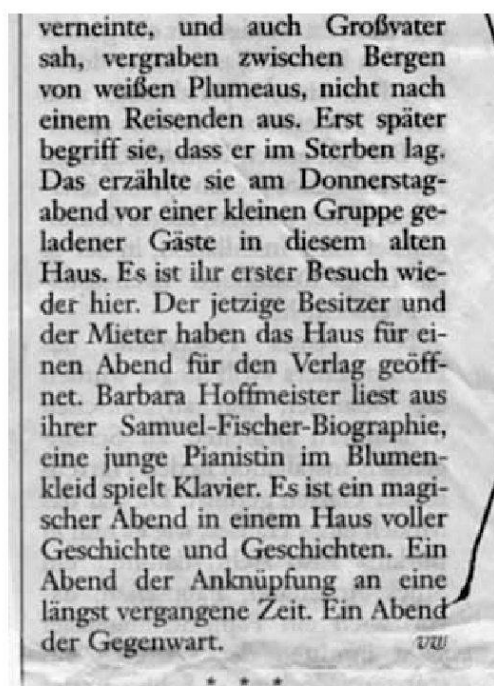 verneinte, und auch Großvater
sah, vergraben zwischen Bergen
von weißen Plumeaus, nicht nach
einem Reisenden aus. Erst später
begriff sie, dass er im Sterben lag.
Das erzählte sie am Donnerstag-
abend vor einer kleinen Gruppe ge-
ladener Gäste in diesem alten
Haus. Es ist ihr erster Besuch wie-
der hier. Der jetzige Besitzer und
der Mieter haben das Haus für ei-
nen Abend für den Verlag geöff-
net. Barbara Hoffmeister liest aus
ihrer Samuel-Fischer-Biographie,
eine junge Pianistin im Blumen-
kleid spielt Klavier. Es ist ein magi-
scher Abend in einem Haus voller
Geschichte und Geschichten. Ein
Abend der Anknüpfung an eine
längst vergangene Zeit. Ein Abend
der Gegenwart. vw
* * *